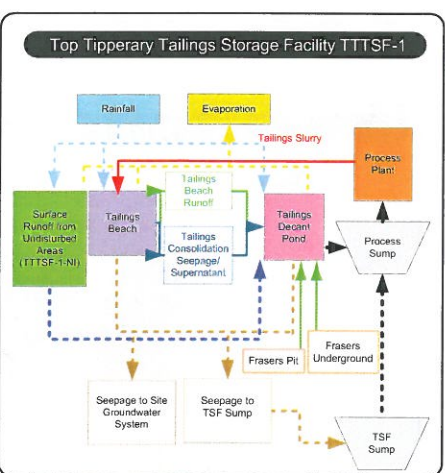 Top Tipperary Tailings Storage Facility TTTSF-1
Rainfall
Evaporation
Tailings Slurry
Process
Plant
Tailings
Beach
Runoff
Surface
Runoff from
Undisturbed
Areas
(TTTSF-1-NI)
Tailings
Beach
Tailings
Decant
Pond
Process
Sump
Tailings
Consolidation
Seepage/
Supernatant
Frasers Pit
Frasers
Underground
Seepage to Site
Groundwater
System
Seepage to
TSF Sump
TSF
Sump